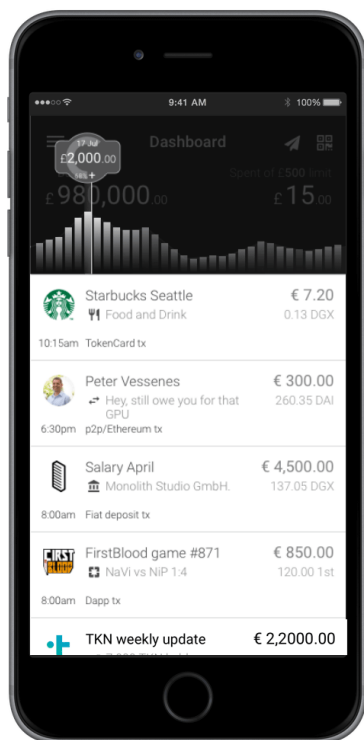 9:41 AM
100%
17 Jul
£2,000.00
Dashboard
Spent of £500 limit
£ 980,000.00
£ 15.00
Starbucks Seattle € 7.20
Food and Drink 0.13 DGX
10:15am TokenCard tx
Peter Vessenes € 300.00
Hey, still owe you for that 260.35 DAI
GPU
6:30pm p2p/Ethereum tx
Salary April € 4,500.00
Monolith Studio GmbH. 137.05 DGX
8:00am Fiat deposit tx
FIRST
BLOOD
FirstBlood game #871 € 850.00
NaVi vs NiP 1:4 120.00 1st
8:00am Dapp tx
TKN weekly update € 2,2000.00